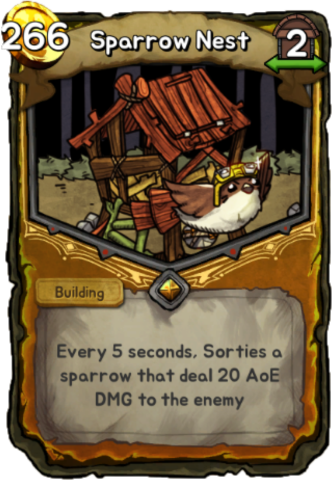 266
Sparrow Nest
2
Building
Every 5 seconds, Sorties a
sparrow that deal 20 AoE
DMG to the enemy